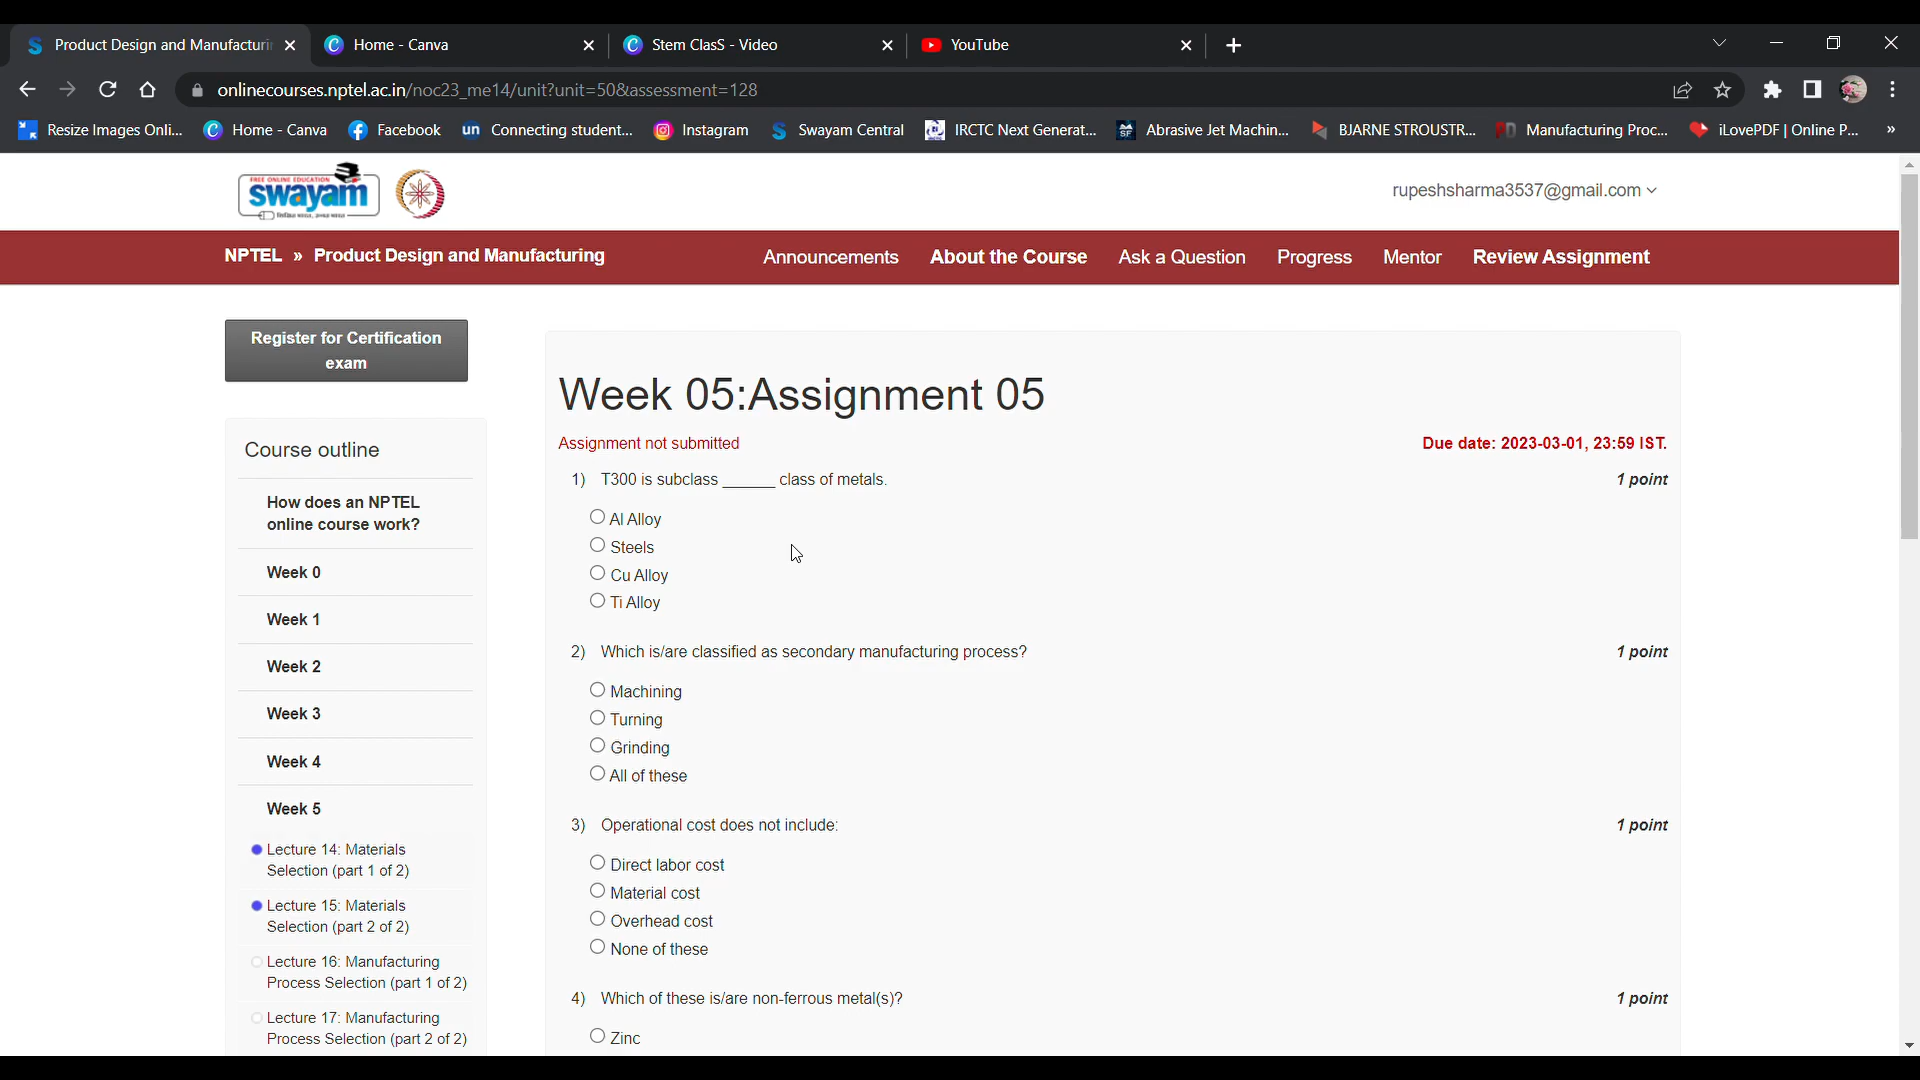 Product Design and Manufacturin
Home - Canva
Stem ClasS - Video
YouTube
onlinecourses.nptel.ac.in/noc23_me14/unit?unit=50&assessment=128
Resize Images Onli...
Home - Canva
Facebook
un Connecting student...
Instagram
Swayam Central
IRCTC Next Generat...
Abrasive Jet Machin...
BJARNE STROUSTR...
Manufacturing Proc...
iLovePDF | Online P...
»
FREE ONLINE EDUCATION
swayam
rupeshsharma3537@gmail.com
NPTEL » Product Design and Manufacturing
Announcements
About the Course
Ask a Question
Progress
Mentor
Review Assignment
Register for Certification
exam
Course outline
How does an NPTEL
online course work?
Week 0
Week 1
Week 2
Week 3
Week 4
Week 5
Lecture 14: Materials
Selection (part 1 of 2)
Lecture 15: Materials
Selection (part 2 of 2)
Lecture 16: Manufacturing
Process Selection (part 1 of 2)
Lecture 17: Manufacturing
Process Selection (part 2 of 2)
Week 05:Assignment 05
Assignment not submitted
Due date: 2023-03-01, 23:59 IST.
1) T300 is subclass ______ class of metals.
1 point
Al Alloy
Steels
Cu Alloy
Ti Alloy
2) Which is/are classified as secondary manufacturing process?
1 point
Machining
Turning
Grinding
All of these
3) Operational cost does not include:
1 point
Direct labor cost
Material cost
Overhead cost
None of these
4) Which of these is/are non-ferrous metal(s)?
1 point
Zinc